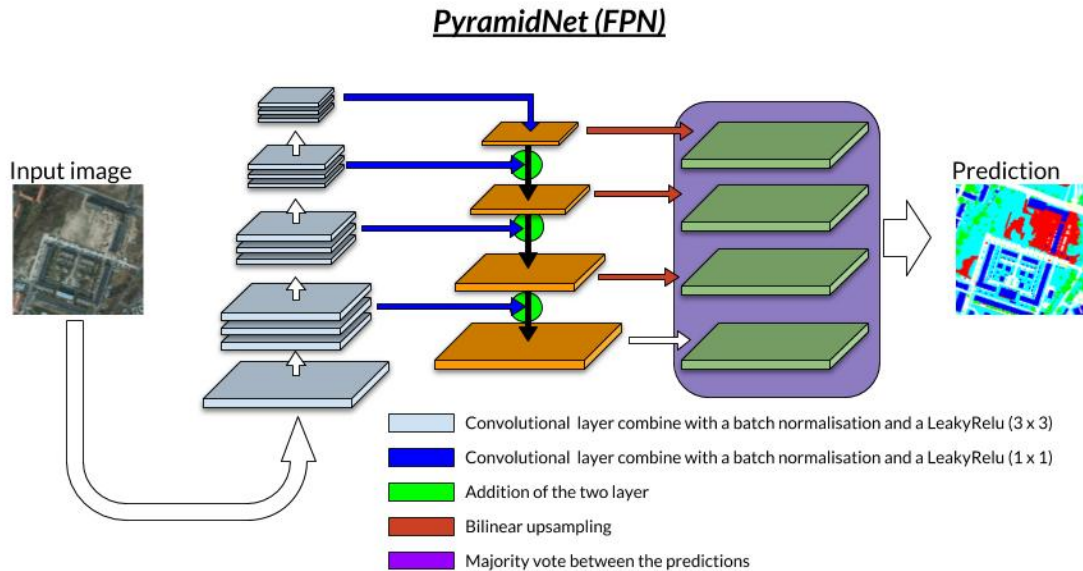 PyramidNet (FPN)
Input image
Prediction
Convolutional layer combine with a batch normalisation and a LeakyRelu (3 x 3)
Convolutional layer combine with a batch normalisation and a LeakyRelu (1 x 1)
Addition of the two layer
Bilinear upsampling
Majority vote between the predictions